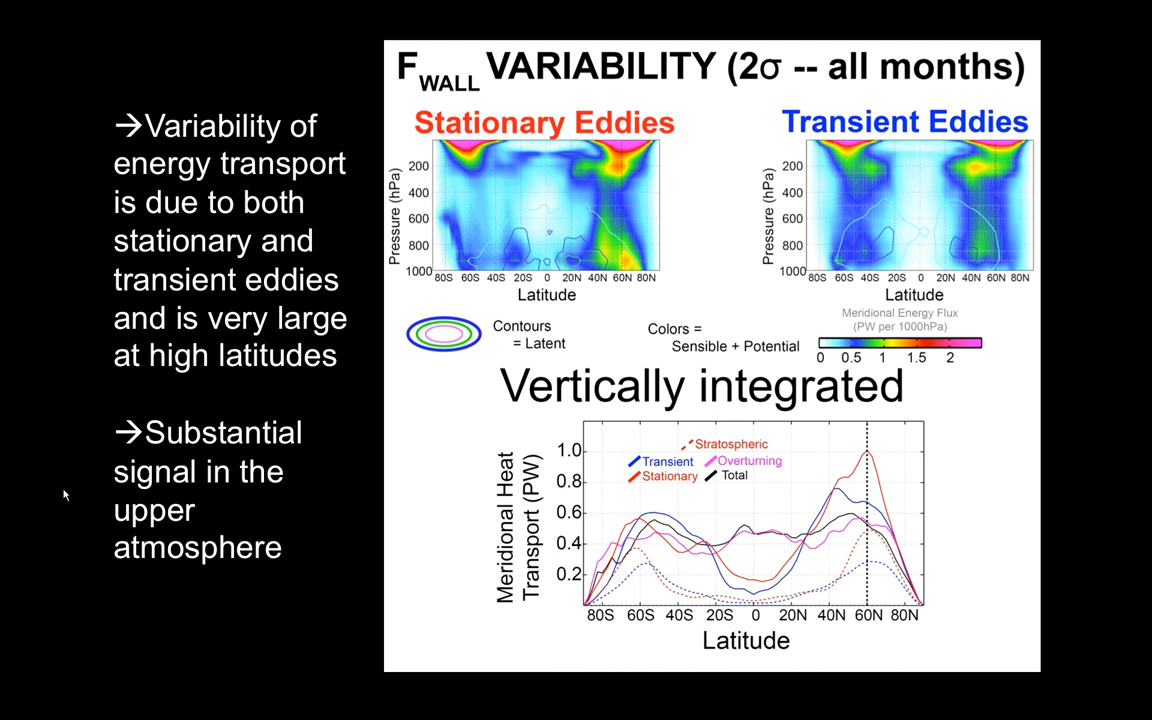 →Variability of
energy transport
is due to both
stationary and
transient eddies
and is very large
at high latitudes
→Substantial
signal in the
upper
atmosphere
FWALL VARIABILITY (2σ -- all months)
Stationary Eddies
Pressure (hPa)
200
400
600
800
1000
80S 60S 40S 20S 0 20N 40N 60N 80N
Latitude
Transient Eddies
Pressure (hPa)
200
400
600
800
1000
80S 60S 40S 20S 0 20N 40N 60N 80N
Latitude
Contours
= Latent
Colors =
Sensible + Potential
Meridional Energy Flux
(PW per 1000hPa)
0 0.5 1 1.5 2
Vertically integrated
Meridional Heat
Transport (PW)
1.0
0.8
0.6
0.4
0.2
Stratospheric
Transient Overturning
Stationary Total
80S 60S 40S 20S 0 20N 40N 60N 80N
Latitude